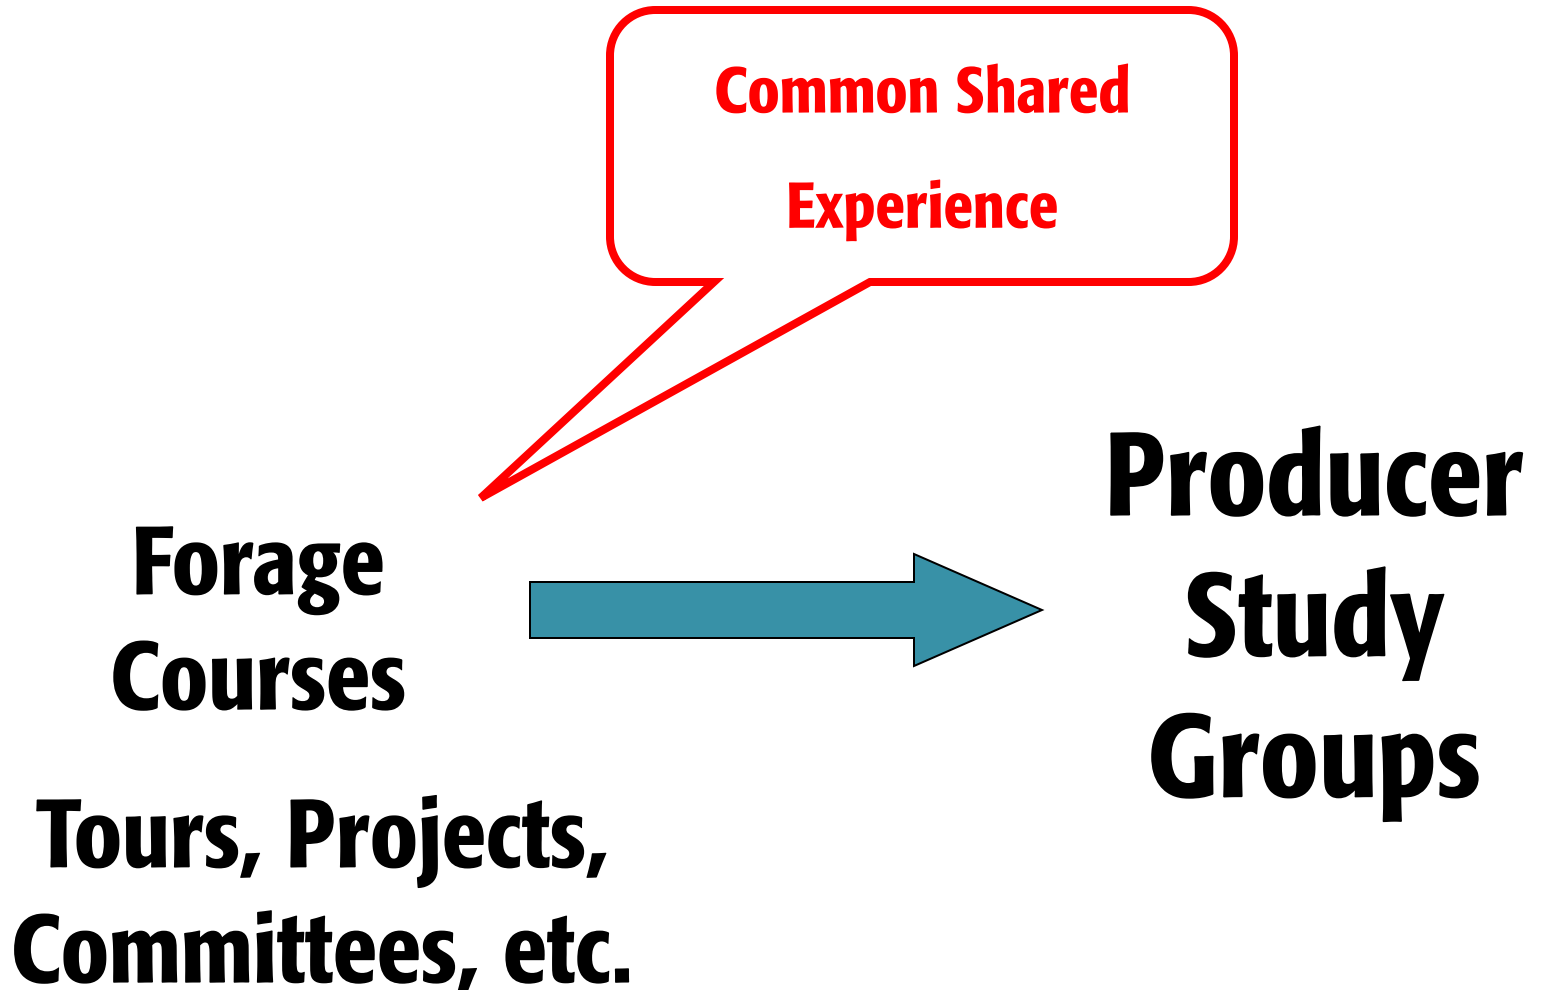 Common Shared
Experience
Forage
Courses
Tours, Projects,
Committees, etc.
Producer
Study
Groups